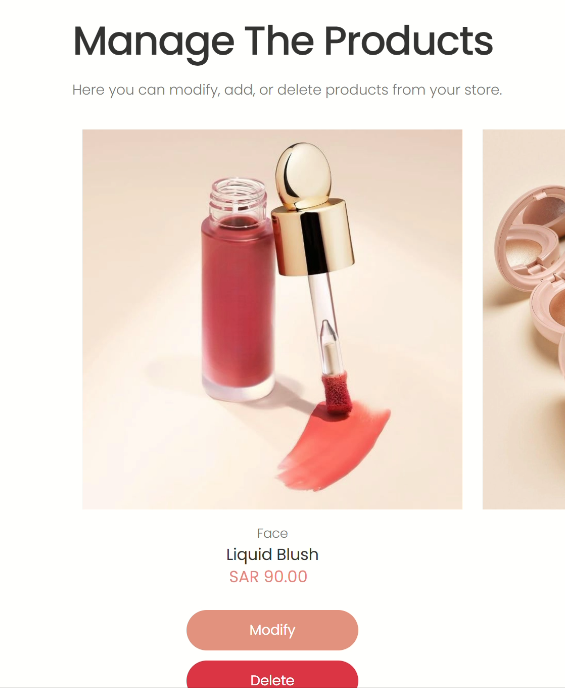 Manage The Products
Here you can modify, add, or delete products from your store.
Face
Liquid Blush
SAR 90.00
Modify
Delete